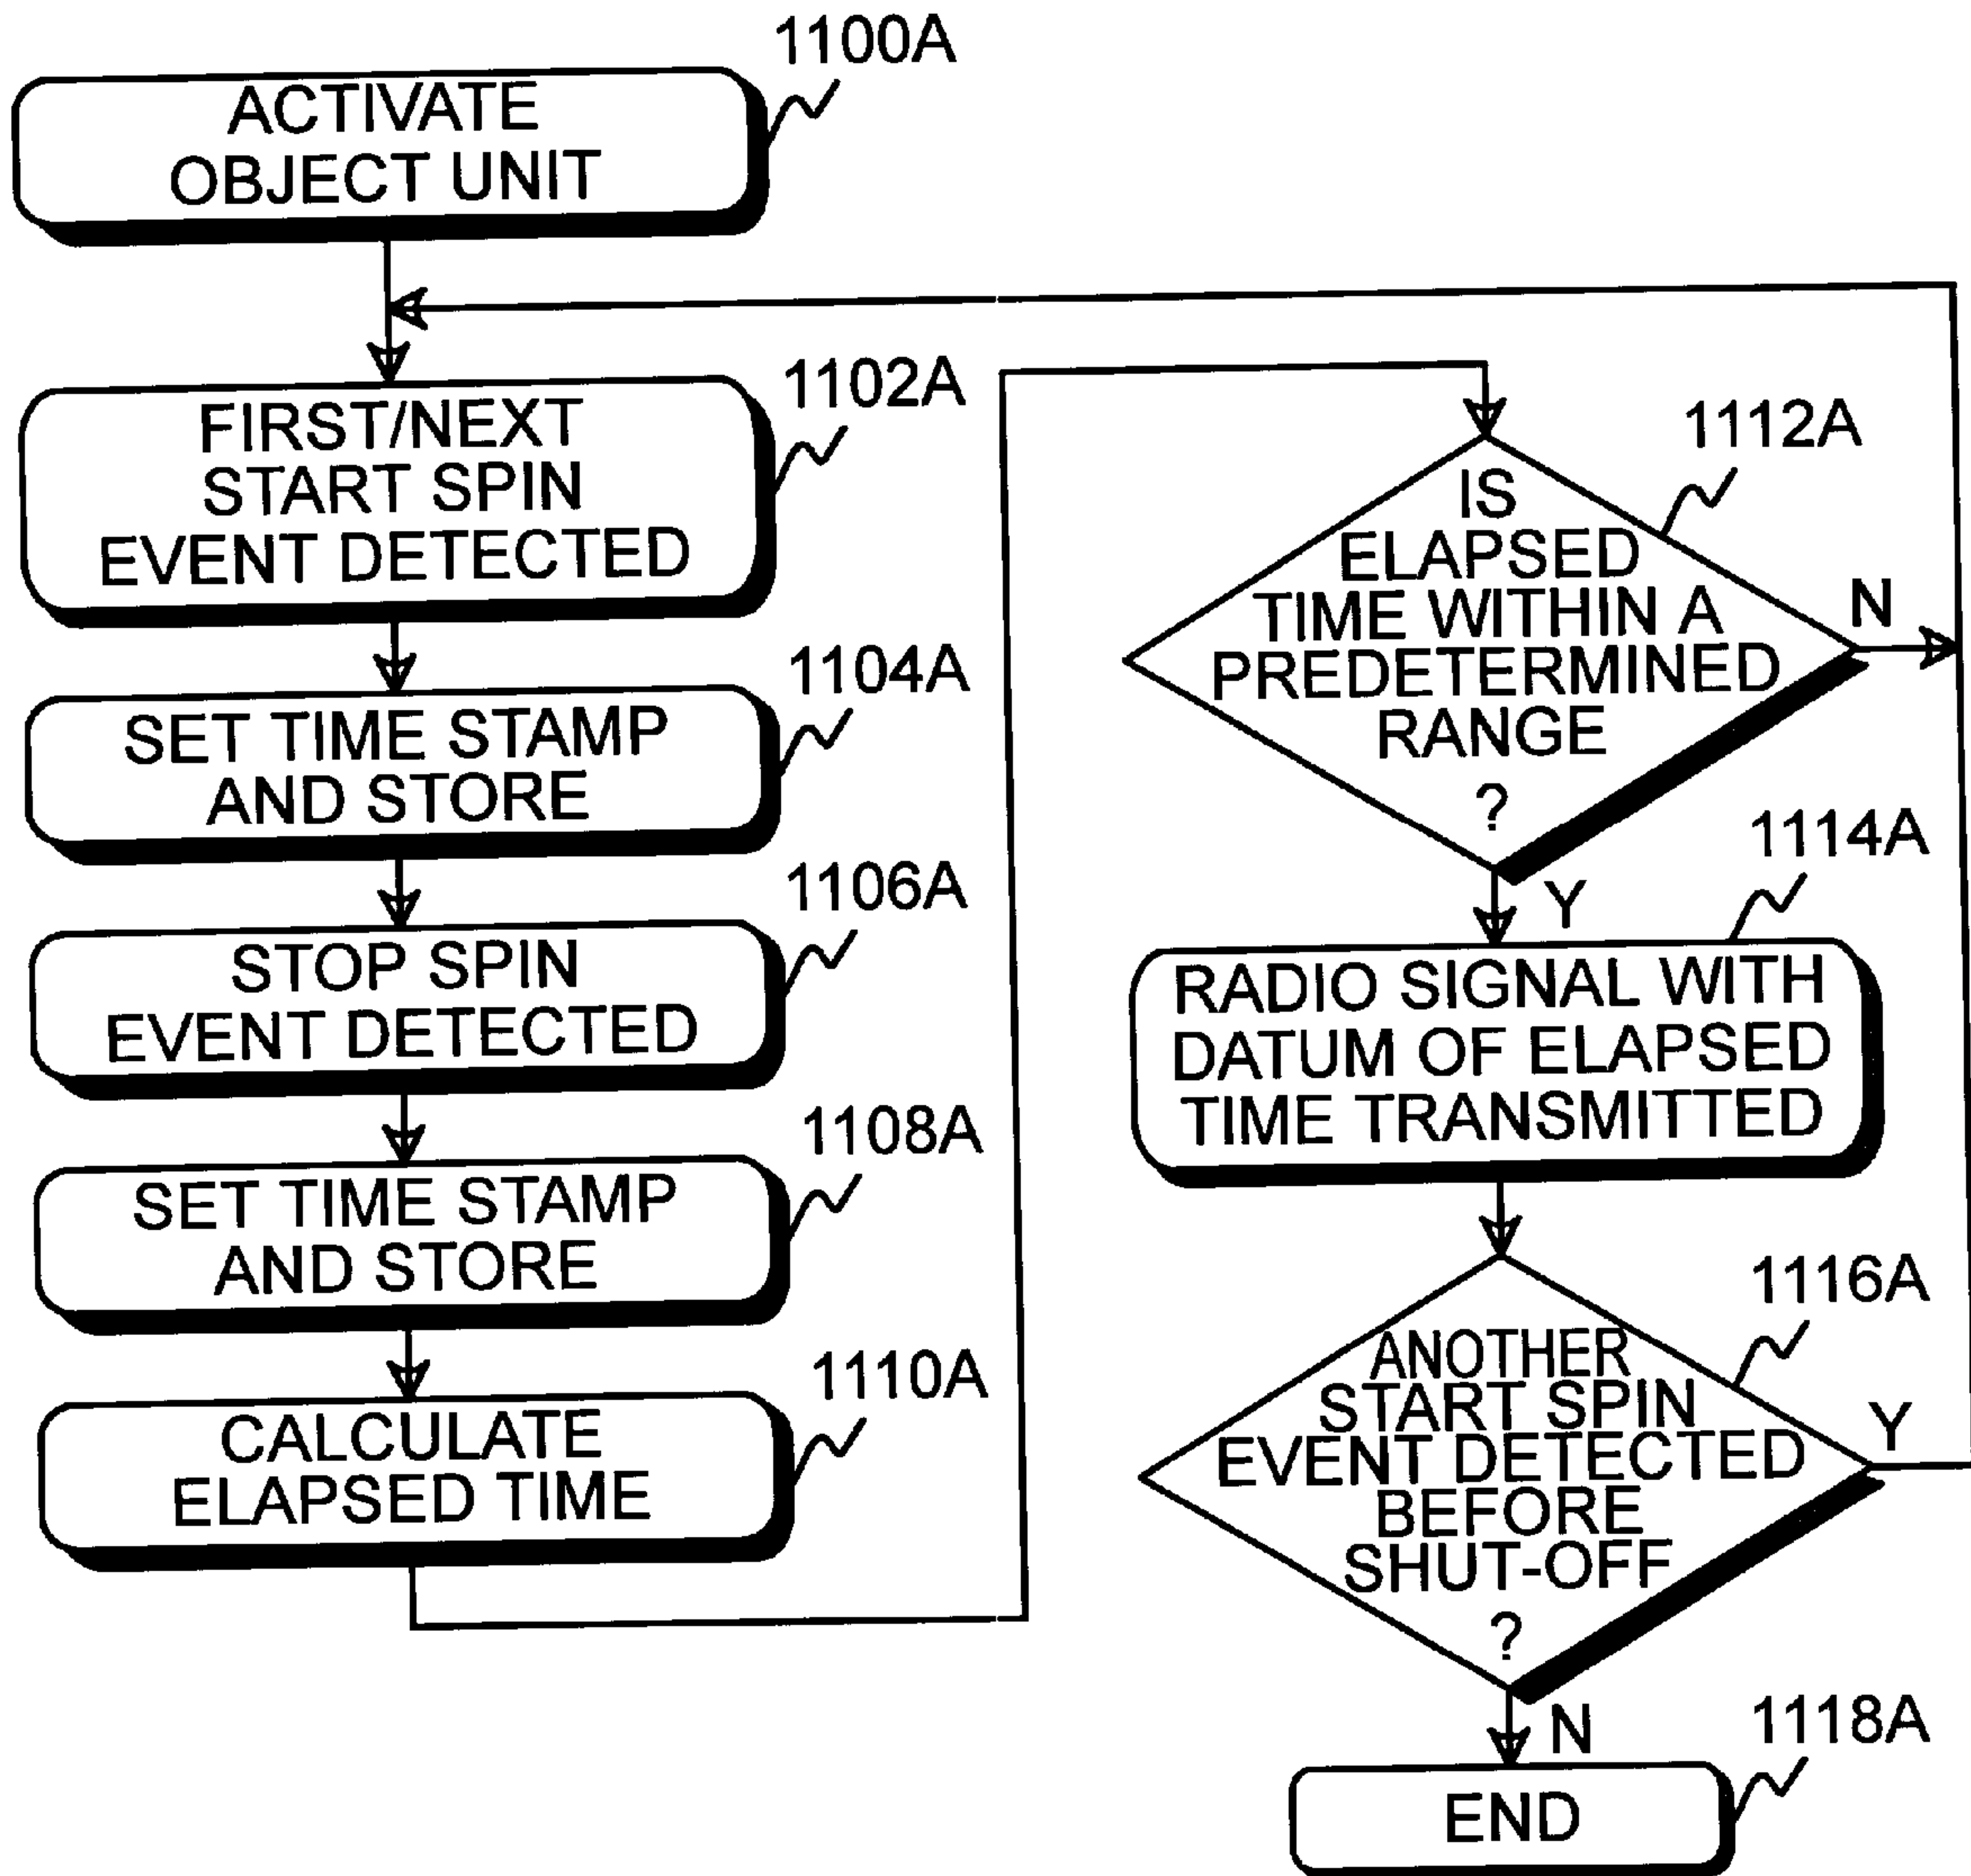 1100A
ACTIVATE
OBJECT UNIT
1102A
FIRST/NEXT
START SPIN
EVENT DETECTED
1104A
SET TIME STAMP
AND STORE
1106A
STOP SPIN
EVENT DETECTED
1108A
SET TIME STAMP
AND STORE
1110A
CALCULATE
ELAPSED TIME
1112A
IS
ELAPSED
TIME WITHIN A
PREDETERMINED
RANGE
?
N
Y
1114A
RADIO SIGNAL WITH
DATUM OF ELAPSED
TIME TRANSMITTED
1116A
ANOTHER
START SPIN
EVENT DETECTED
BEFORE
SHUT-OFF
?
Y
N
1118A
END